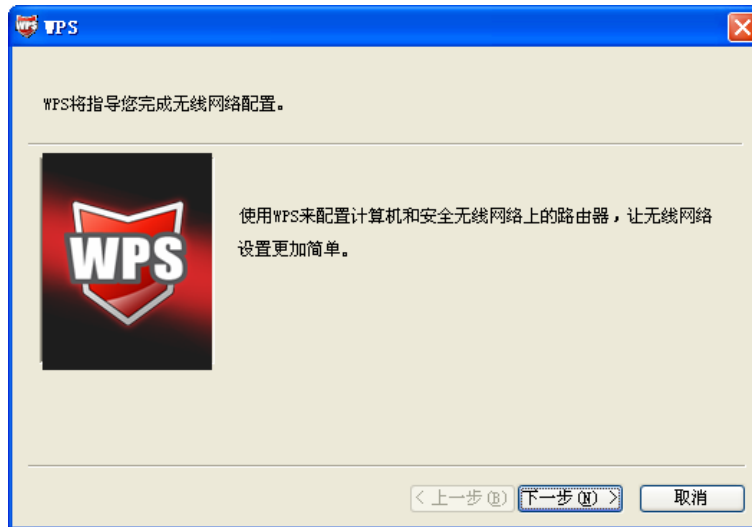 WPS
WPS将指导您完成无线网络配置。
WPS
使用WPS来配置计算机和安全无线网络上的路由器，让无线网络
设置更加简单。
< 上一步(B) 下一步(N) > 取消